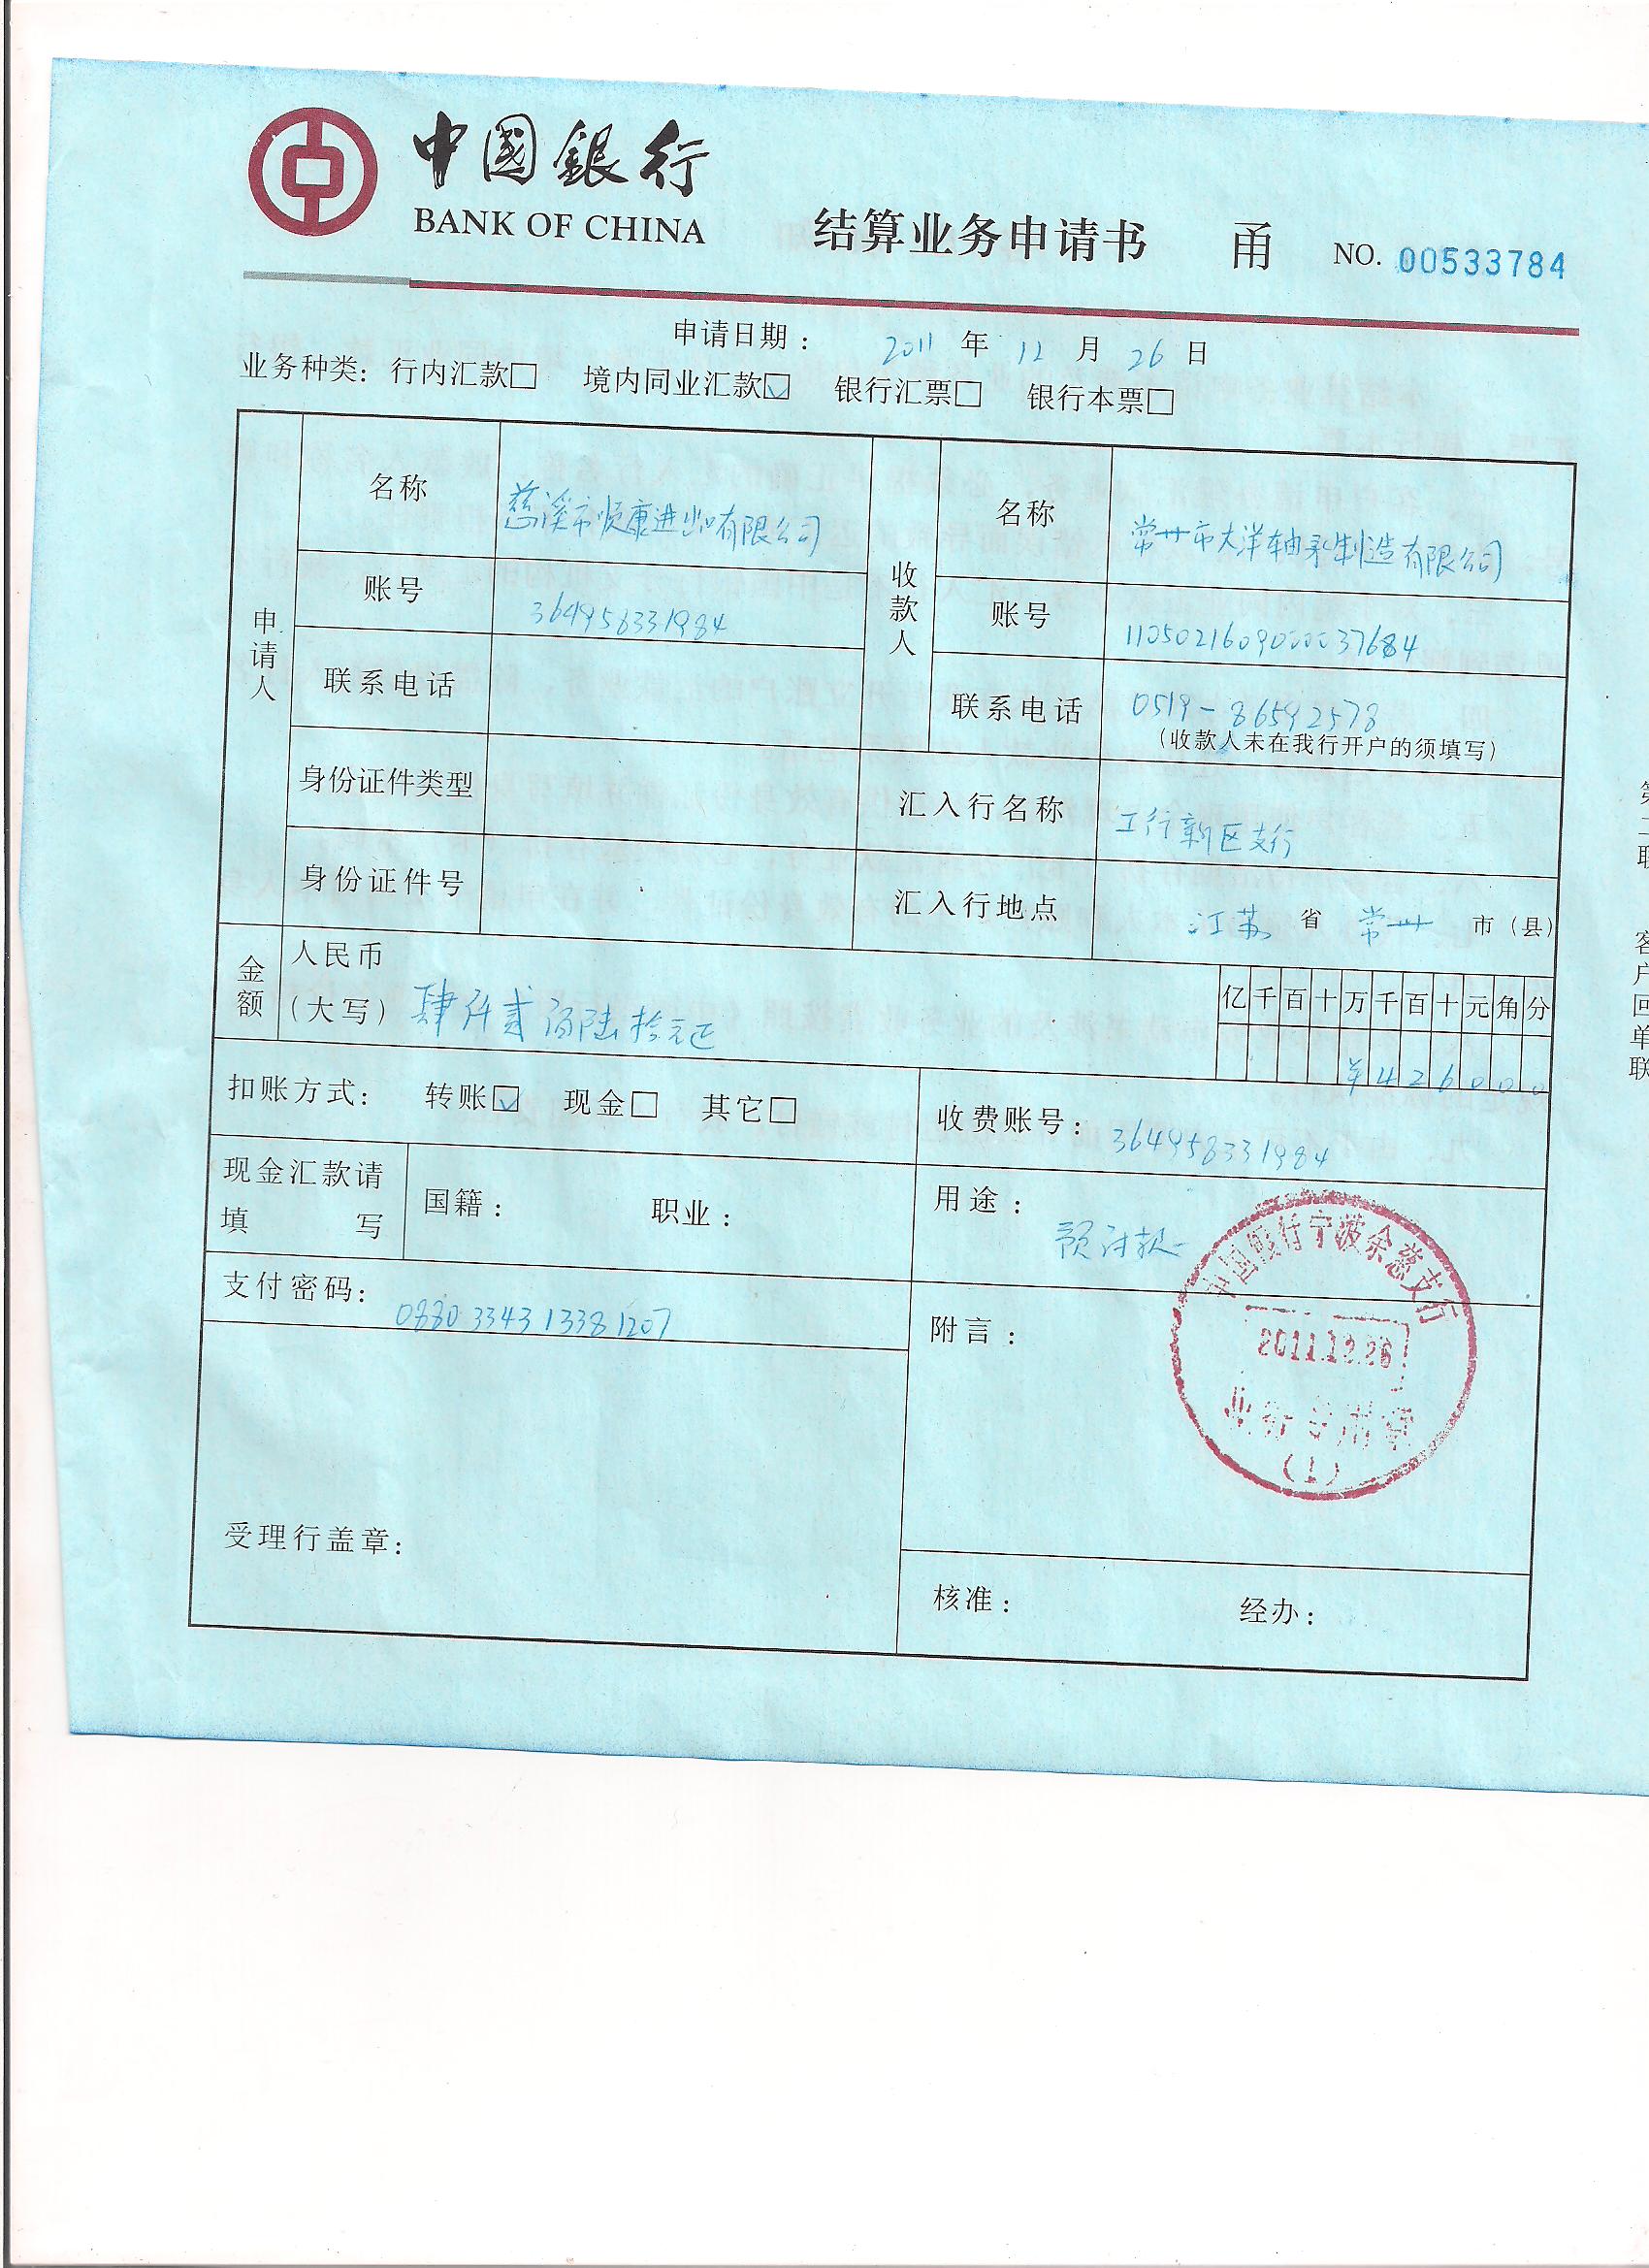 中國銀行
BANK OF CHINA
结算业务申请书 甬 NO. 00533784
申请日期： 2011 年 12 月 26 日
业务种类： 行内汇款□ 境内同业汇款☑ 银行汇票□ 银行本票□
申请人
名称 慈溪市顺康进出口有限公司
账号 364958331984
联系电话
身份证件类型
身份证件号
收款人
名称 常州市大洋轴承制造有限公司
账号 1105021609000037684
联系电话 0519-86592578
（收款人未在我行开户的须填写）
汇入行名称 工行新区支行
汇入行地点 江苏 省 常州 市（县）
金额
人民币
（大写） 肆仟贰佰陆拾元正
亿 千 百 十 万 千 百 十 元 角 分
¥ 4 2 6 0 0 0
扣账方式： 转账☑ 现金□ 其它□
收费账号： 364958331984
现金汇款请
填 写
国籍： 职业：
用途： 预付款
支付密码： 0880 3343 1338 1207
附言：
中国银行宁波余慈支行
2011.12.26
业务专用章
（1）
受理行盖章：
核准： 经办：
客户回单联